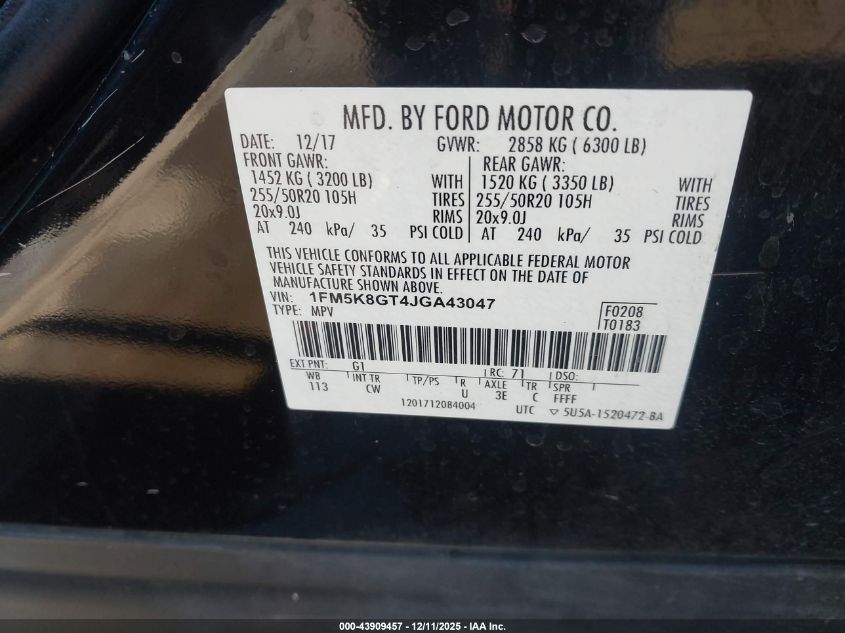 MFD. BY FORD MOTOR CO.
DATE: 12/17 GVWR: 2858 KG ( 6300 LB)
FRONT GAWR: REAR GAWR:
1452 KG ( 3200 LB) WITH 1520 KG ( 3350 LB) WITH
255/50R20 105H TIRES 255/50R20 105H TIRES
20x9.0J RIMS 20x9.0J RIMS
AT 240 kPa/ 35 PSI COLD AT 240 kPa/ 35 PSI COLD
THIS VEHICLE CONFORMS TO ALL APPLICABLE FEDERAL MOTOR
VEHICLE SAFETY STANDARDS IN EFFECT ON THE DATE OF
MANUFACTURE SHOWN ABOVE.
VIN: 1FM5K8GT4JGA43047 F0208
TYPE: MPV T0183
EXT PNT: G1 RC: 71 DSO:
WB INT TR TP/PS R AXLE TR SPR
113 CW U 3E C FFFF
1201712084004 UTC ▽ 5U5A-1520472-BA
000-43909457 - 12/11/2025 - IAA Inc.